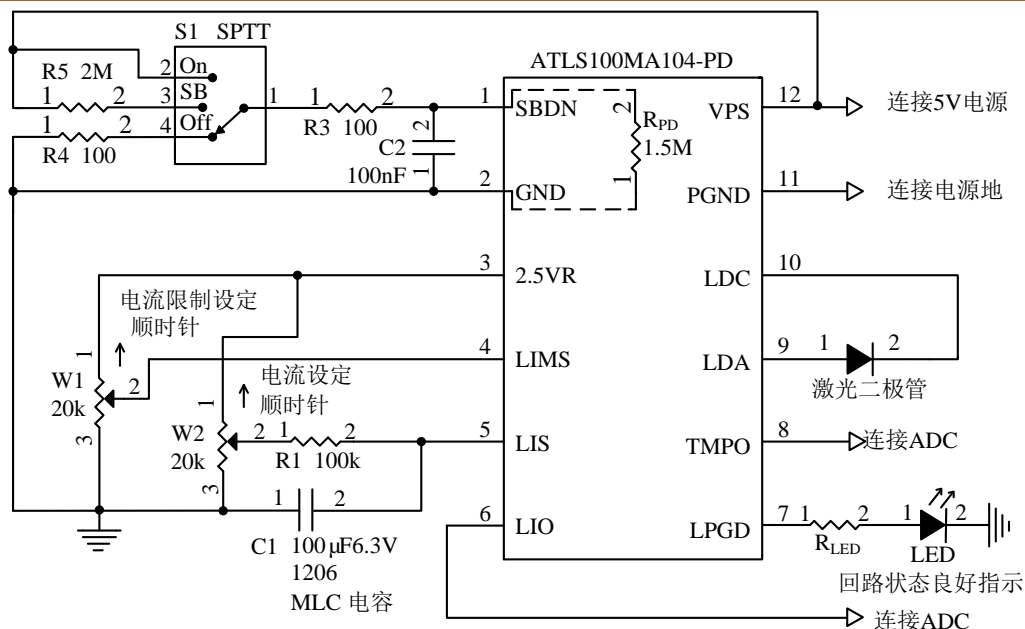 S1 SPTT
ATLS100MA104-PD
R5 2M
1 2
2 On
3 SB
4 Off
1
1 2
R4 100
1 2
R3 100
2
C2
1
100nF
1 SBDN
2 GND
2
R_PD
1.5M
1
VPS 12
连接5V电源
PGND 11
连接电源地
3 2.5VR
LDC 10
电流限制设定
顺时针
1
W1
20k
2
3
4 LIMS
LDA 9
1 2
激光二极管
电流设定
顺时针
1
W2
20k
2
3
1 2
R1 100k
5 LIS
TMPO 8
连接ADC
1 2
C1 100μF6.3V
1206
MLC 电容
6 LIO
LPGD 7
1 2
R_LED
1 2
LED
回路状态良好指示
连接ADC